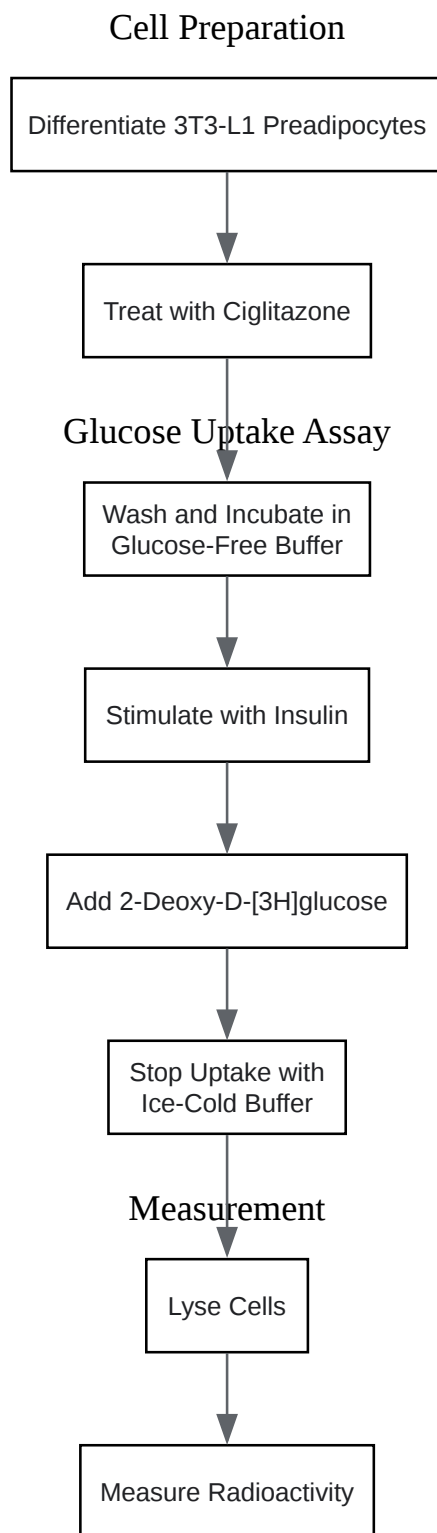 Cell Preparation
Differentiate 3T3-L1 Preadipocytes
Treat with Ciglitazone
Glucose Uptake Assay
Wash and Incubate in
Glucose-Free Buffer
Stimulate with Insulin
Add 2-Deoxy-D-[3H]glucose
Stop Uptake with
Ice-Cold Buffer
Measurement
Lyse Cells
Measure Radioactivity